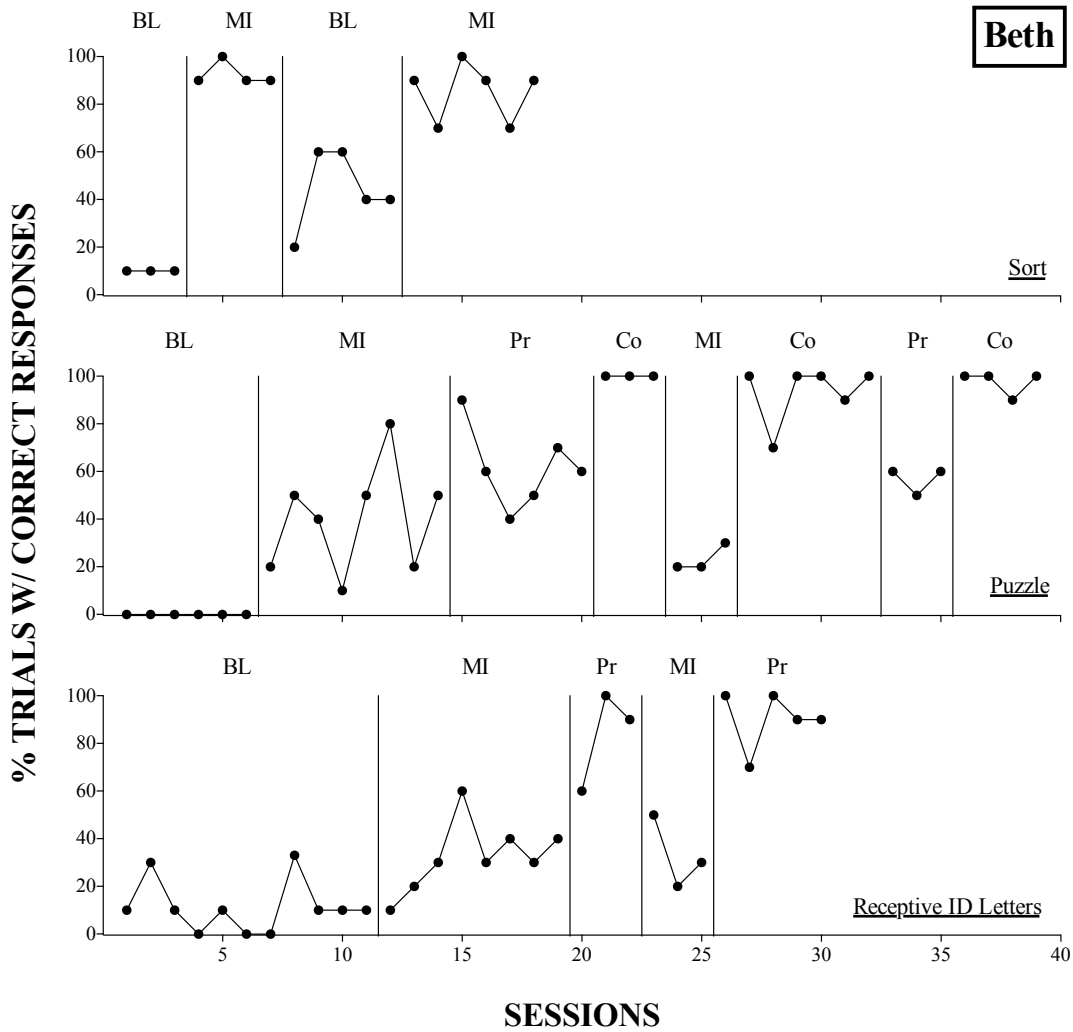 Beth
% TRIALS W/ CORRECT RESPONSES
BL MI BL MI
100
80
60
40
20
0
Sort
BL MI Pr Co MI Co Pr Co
100
80
60
40
20
0
Puzzle
BL MI Pr MI Pr
100
80
60
40
20
0
Receptive ID Letters
5 10 15 20 25 30 35 40
SESSIONS